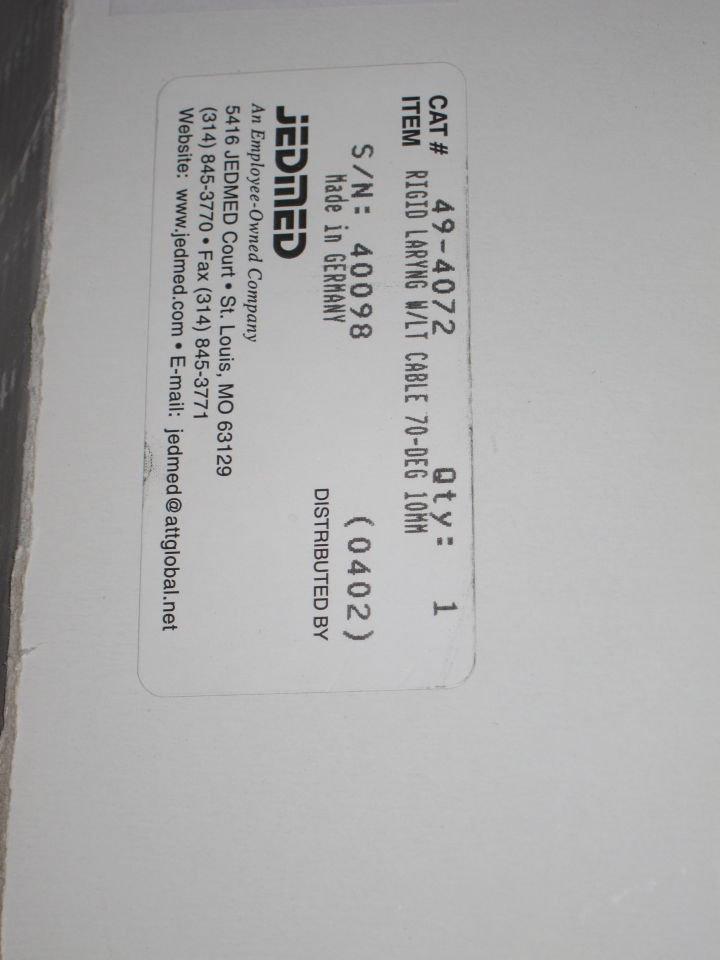 CAT # 49-4072 Qty: 1
ITEM RIGID LARYNG W/LT CABLE 70-DEG 10MM
S/N: 40098 (0402)
Made in GERMANY DISTRIBUTED BY
JEDMED
An Employee-Owned Company
5416 JEDMED Court • St. Louis, MO 63129
(314) 845-3770 • Fax (314) 845-3771
Website: www.jedmed.com • E-mail: jedmed@attglobal.net